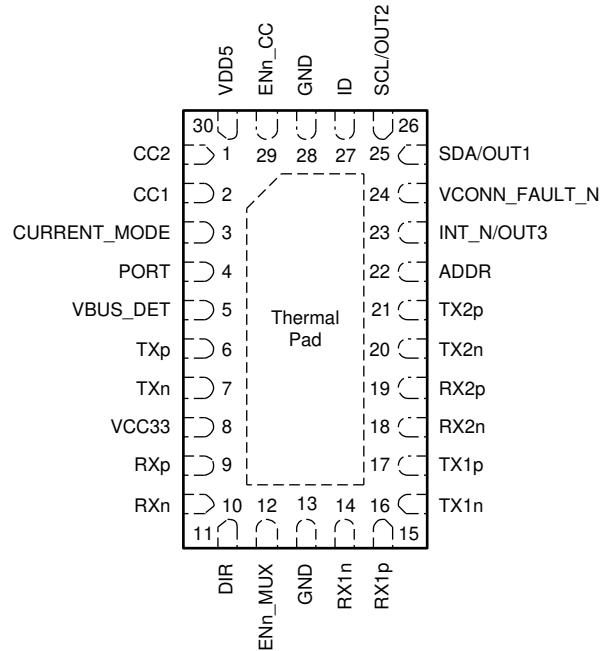 VDD5
ENn_CC
GND
ID
SCL/OUT2
30
29
28
27
26
CC2 1
CC1 2
CURRENT_MODE 3
PORT 4
VBUS_DET 5
TXp 6
TXn 7
VCC33 8
RXp 9
RXn 10
25 SDA/OUT1
24 VCONN_FAULT_N
23 INT_N/OUT3
22 ADDR
21 TX2p
20 TX2n
19 RX2p
18 RX2n
17 TX1p
16 TX1n
Thermal
Pad
11
12
13
14
15
DIR
ENn_MUX
GND
RX1n
RX1p